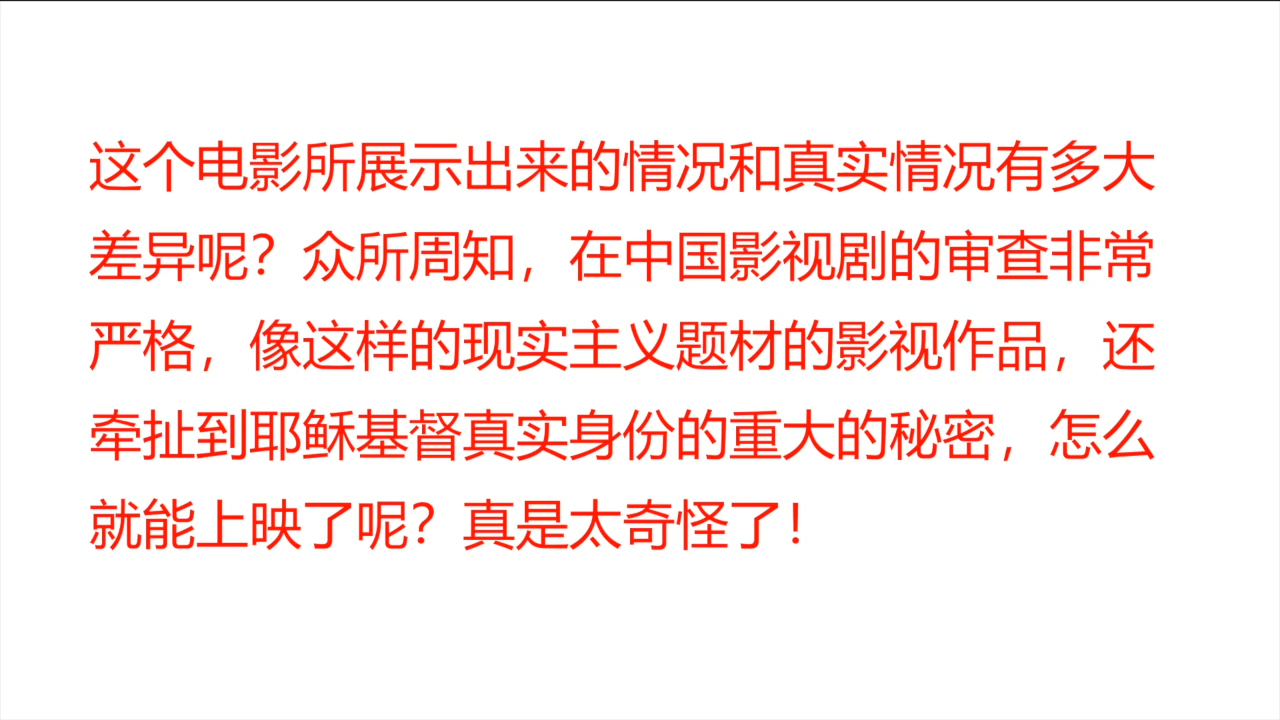 这个电影所展示出来的情况和真实情况有多大
差异呢？众所周知，在中国影视剧的审查非常
严格，像这样的现实主义题材的影视作品，还
牵扯到耶稣基督真实身份的重大的秘密，怎么
就能上映了呢？真是太奇怪了！